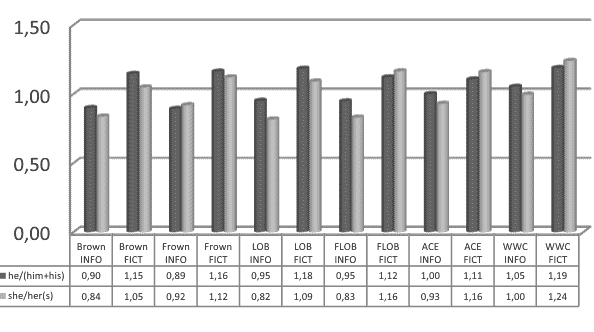 1,50
1,00
0,50
0,00
Brown INFO Brown FICT Frown INFO Frown FICT LOB INFO LOB FICT FLOB INFO FLOB FICT ACE INFO ACE FICT WWC INFO WWC FICT
he/(him+his) 0,90 1,15 0,89 1,16 0,95 1,18 0,95 1,12 1,00 1,11 1,05 1,19
she/her(s) 0,84 1,05 0,92 1,12 0,82 1,09 0,83 1,16 0,93 1,16 1,00 1,24